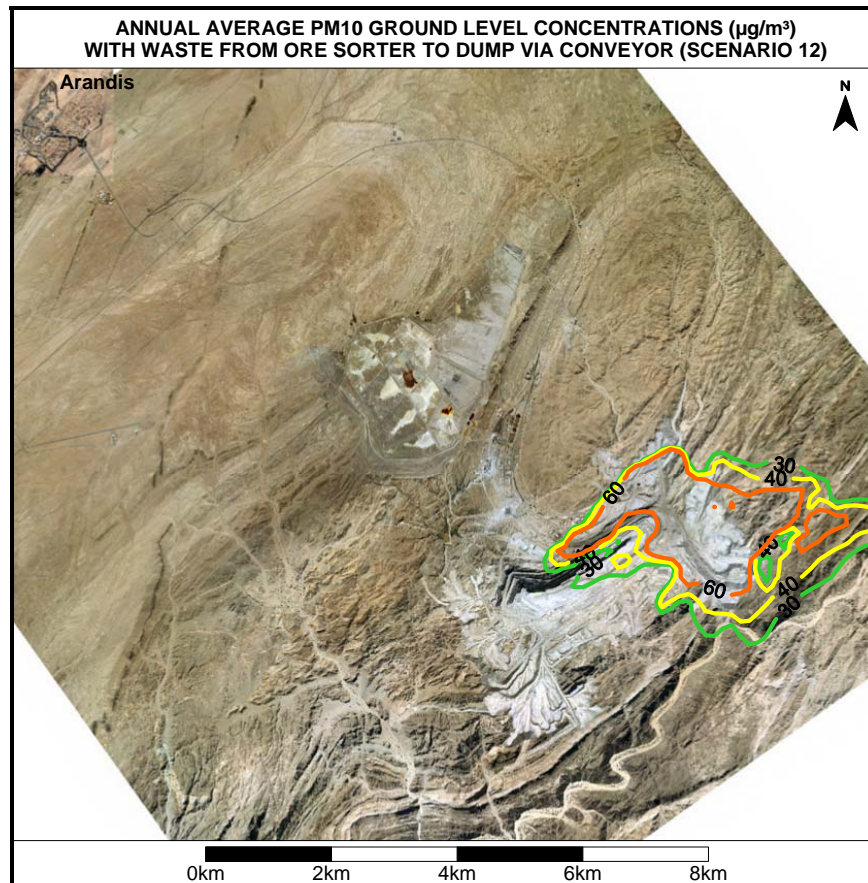 ANNUAL AVERAGE PM10 GROUND LEVEL CONCENTRATIONS (µg/m³)
WITH WASTE FROM ORE SORTER TO DUMP VIA CONVEYOR (SCENARIO 12)
Arandis
N
30
40
60
40
30
60
40
30
0km 2km 4km 6km 8km